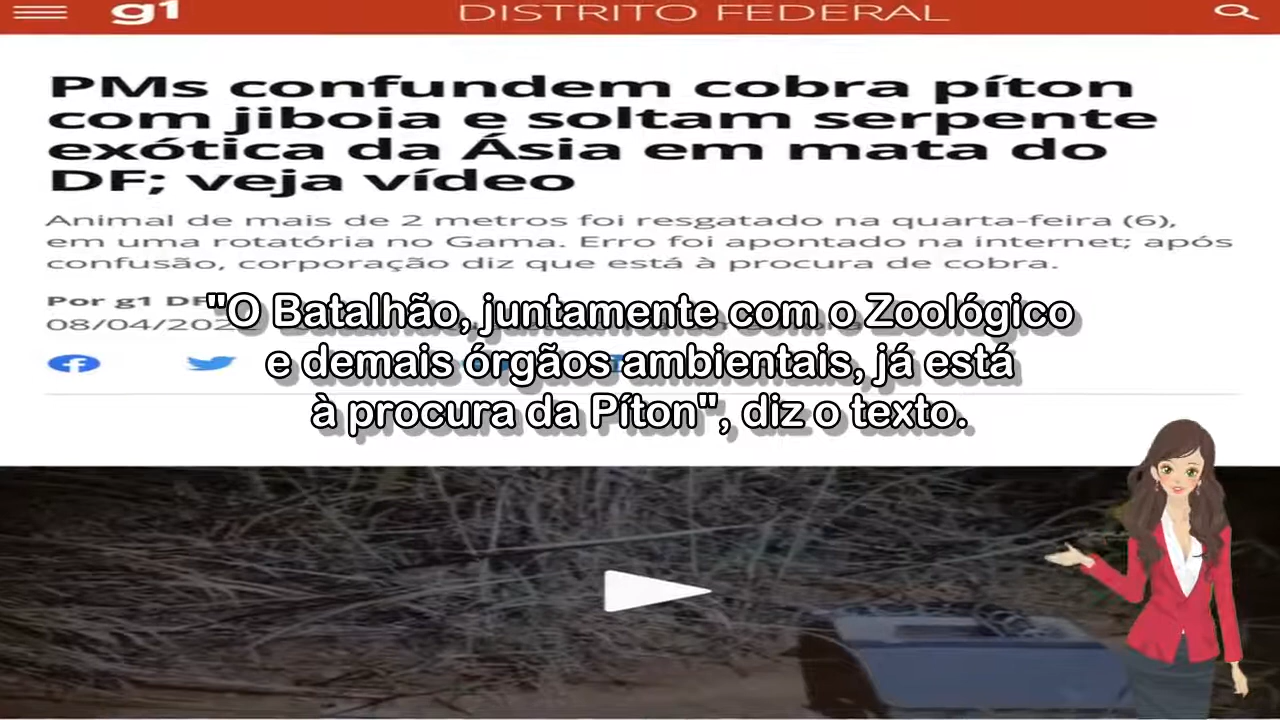 g1
DISTRITO FEDERAL
PMs confundem cobra píton
com jiboia e soltam serpente
exótica da Ásia em mata do
DF; veja vídeo
Animal de mais de 2 metros foi resgatado na quarta-feira (6),
em uma rotatória no Gama. Erro foi apontado na internet; após
confusão, corporação diz que está à procura de cobra.
Por g1 DF
"O Batalhão, juntamente com o Zoológico
08/04/202
e demais órgãos ambientais, já está
à procura da Píton", diz o texto.